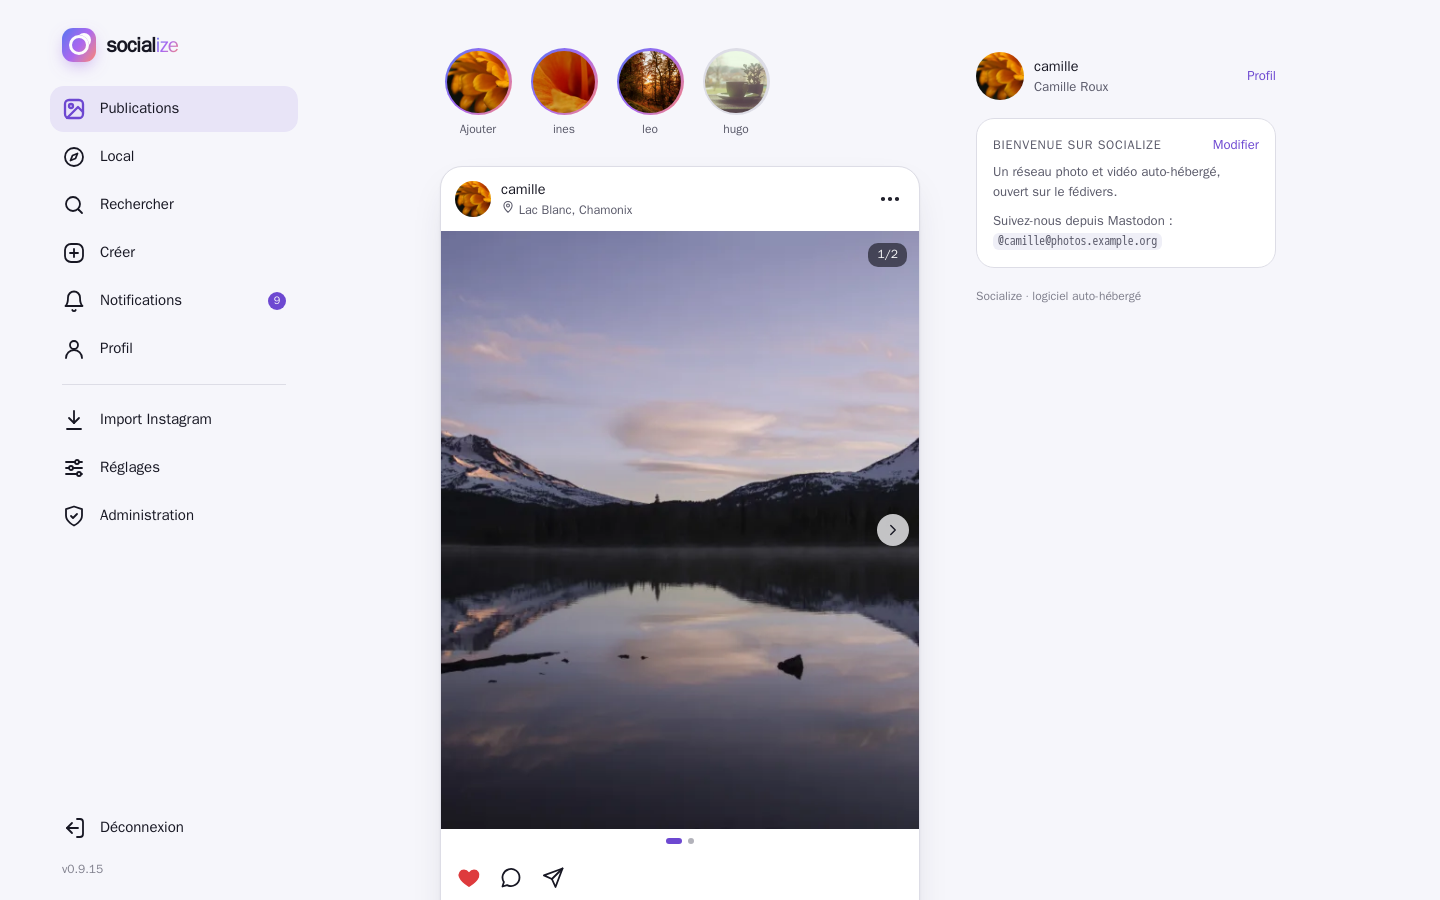 socialize
Publications
Local
Rechercher
Créer
Notifications 9
Profil
Import Instagram
Réglages
Administration
Déconnexion
v0.9.15
Ajouter
ines
leo
hugo
camille
Lac Blanc, Chamonix
1/2
camille
Camille Roux
Profil
BIENVENUE SUR SOCIALIZE
Modifier
Un réseau photo et vidéo auto-hébergé,
ouvert sur le fédivers.
Suivez-nous depuis Mastodon :
@camille@photos.example.org
Socialize · logiciel auto-hébergé